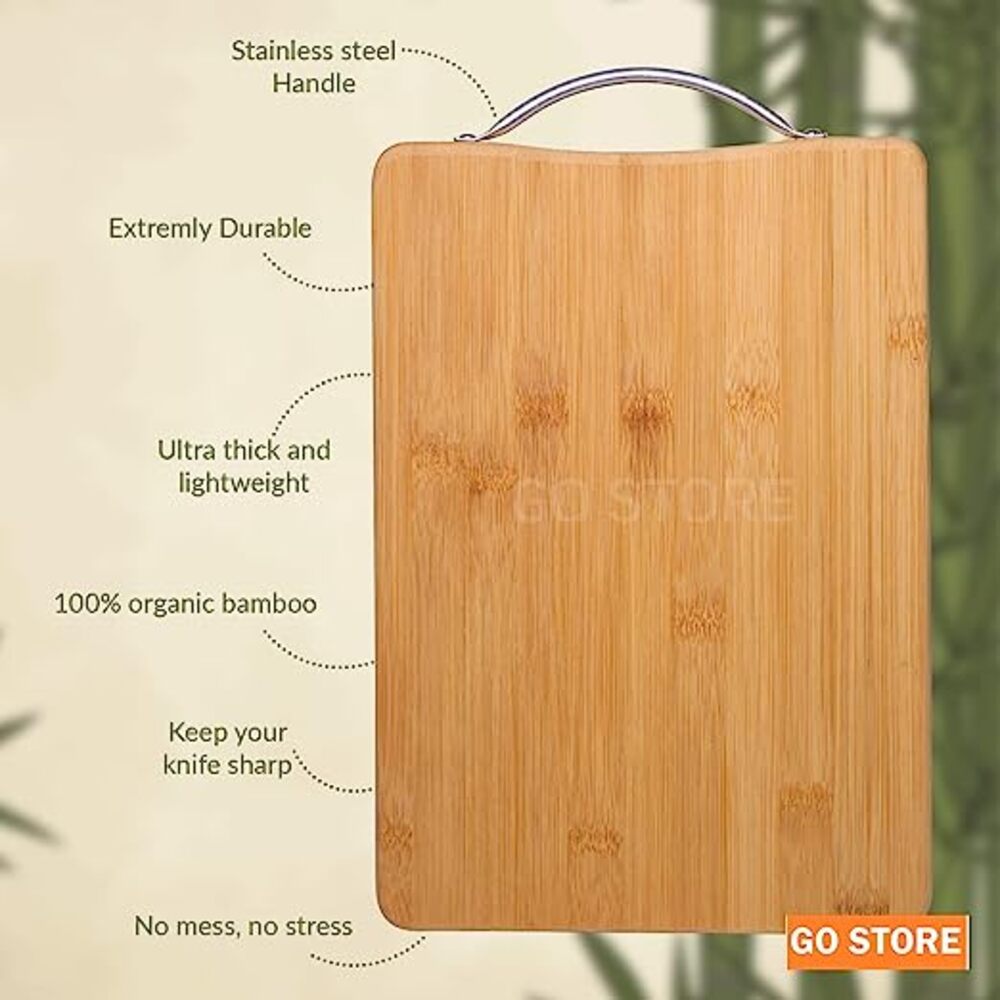 Stainless steel
Handle
Extremly Durable
Ultra thick and
lightweight
GO STORE
100% organic bamboo
Keep your
knife sharp
No mess, no stress
GO STORE